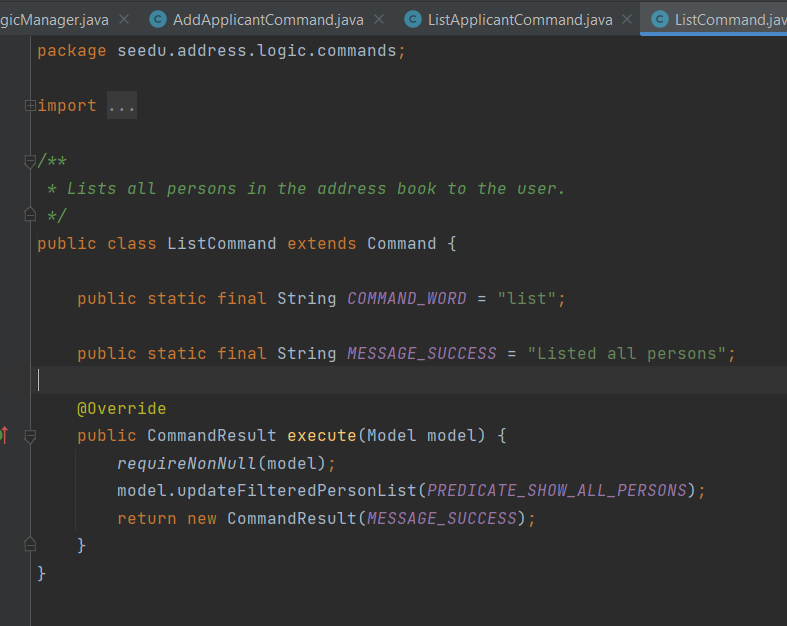 gicManager.java AddApplicantCommand.java ListApplicantCommand.java ListCommand.jav
package seedu.address.logic.commands;
import ...
/**
* Lists all persons in the address book to the user.
*/
public class ListCommand extends Command {
public static final String COMMAND_WORD = "list";
public static final String MESSAGE_SUCCESS = "Listed all persons";
@Override
public CommandResult execute(Model model) {
requireNonNull(model);
model.updateFilteredPersonList(PREDICATE_SHOW_ALL_PERSONS);
return new CommandResult(MESSAGE_SUCCESS);
}
}